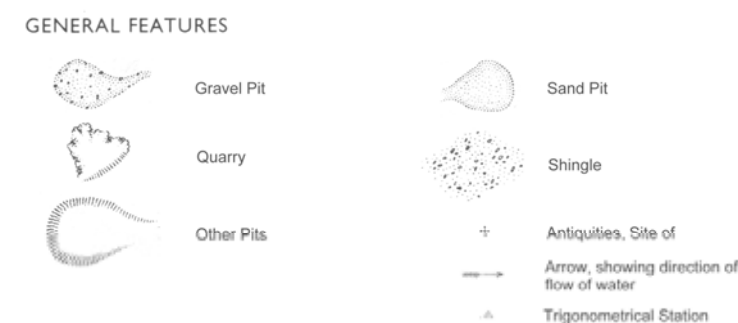 GENERAL FEATURES
Gravel Pit
Sand Pit
Quarry
Shingle
Other Pits
Antiquities, Site of
Arrow, showing direction of
flow of water
Trigonometrical Station